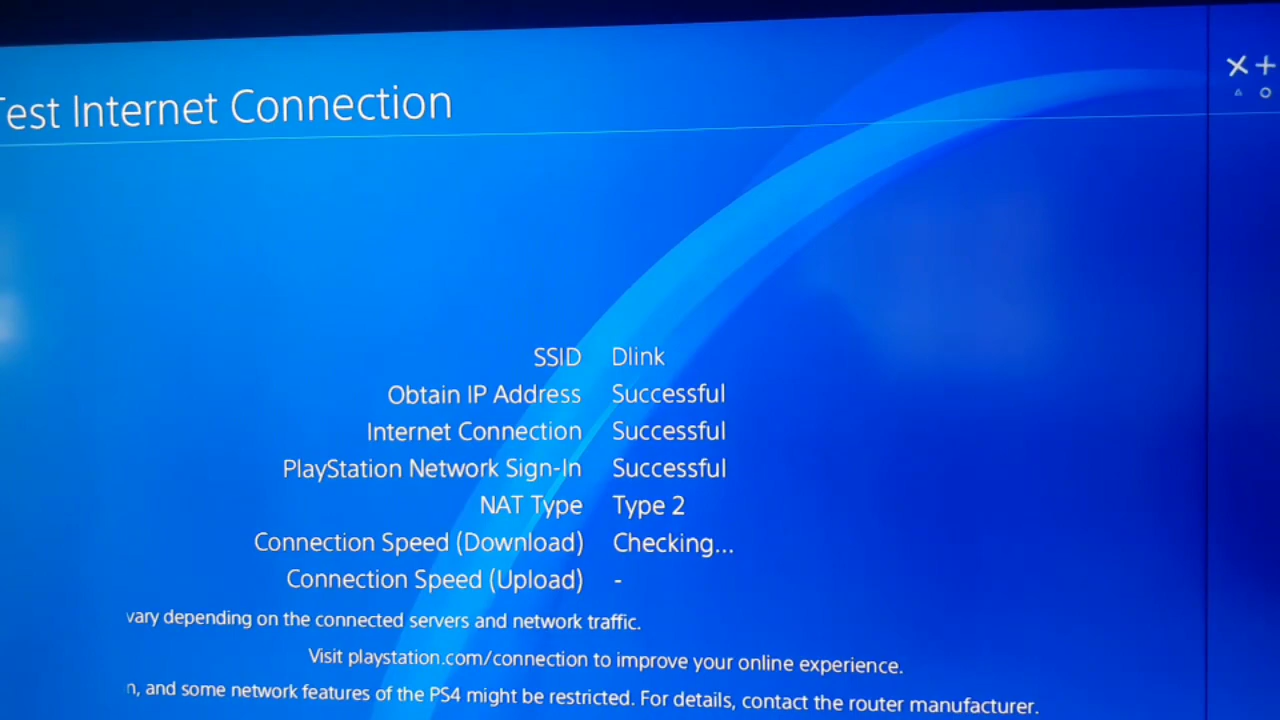 Test Internet Connection
SSID Dlink
Obtain IP Address Successful
Internet Connection Successful
PlayStation Network Sign-In Successful
NAT Type Type 2
Connection Speed (Download) Checking...
Connection Speed (Upload) -
vary depending on the connected servers and network traffic.
Visit playstation.com/connection to improve your online experience.
n, and some network features of the PS4 might be restricted. For details, contact the router manufacturer.